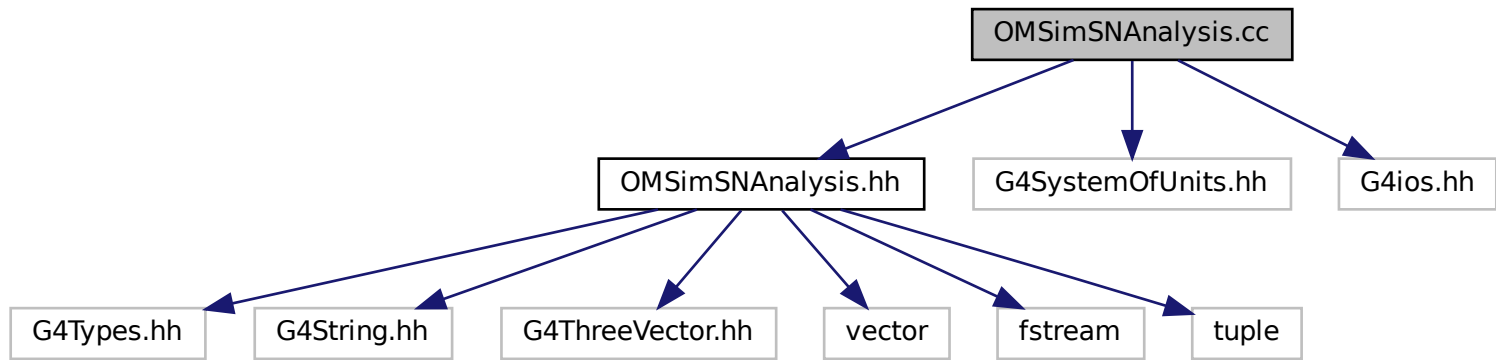 OMSimSNAnalysis.cc
OMSimSNAnalysis.hh
G4SystemOfUnits.hh
G4ios.hh
G4Types.hh
G4String.hh
G4ThreeVector.hh
vector
fstream
tuple